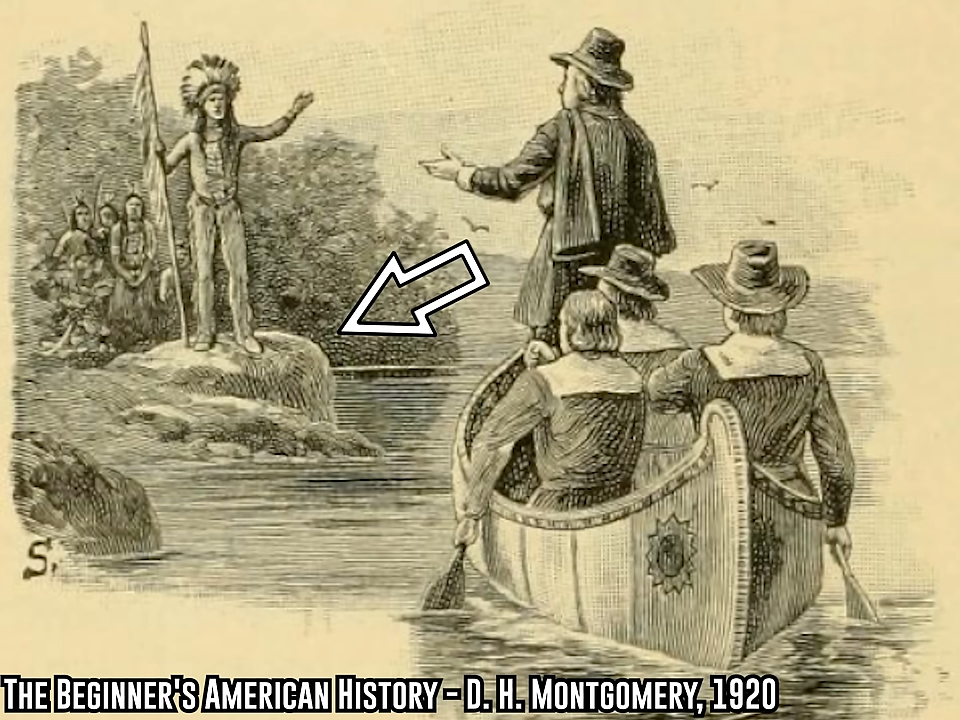 S.
The Beginner's American History - D. H. Montgomery, 1920